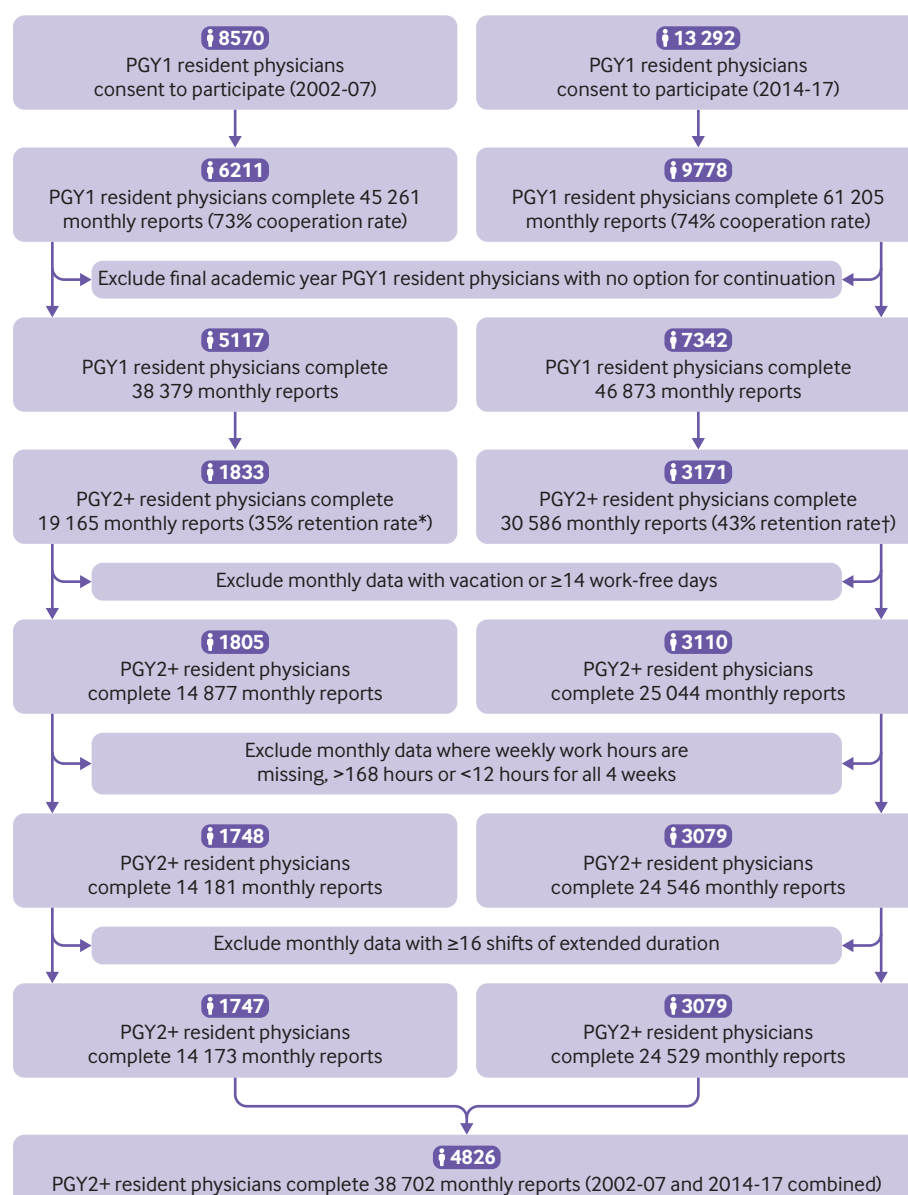 8570
PGY1 resident physicians
consent to participate (2002-07)
13 292
PGY1 resident physicians
consent to participate (2014-17)
6211
PGY1 resident physicians complete 45 261
monthly reports (73% cooperation rate)
9778
PGY1 resident physicians complete 61 205
monthly reports (74% cooperation rate)
Exclude final academic year PGY1 resident physicians with no option for continuation
5117
PGY1 resident physicians complete
38 379 monthly reports
7342
PGY1 resident physicians complete
46 873 monthly reports
1833
PGY2+ resident physicians complete
19 165 monthly reports (35% retention rate*)
3171
PGY2+ resident physicians complete
30 586 monthly reports (43% retention rate†)
Exclude monthly data with vacation or ≥14 work-free days
1805
PGY2+ resident physicians
complete 14 877 monthly reports
3110
PGY2+ resident physicians
complete 25 044 monthly reports
Exclude monthly data where weekly work hours are
missing, >168 hours or <12 hours for all 4 weeks
1748
PGY2+ resident physicians
complete 14 181 monthly reports
3079
PGY2+ resident physicians
complete 24 546 monthly reports
Exclude monthly data with ≥16 shifts of extended duration
1747
PGY2+ resident physicians
complete 14 173 monthly reports
3079
PGY2+ resident physicians
complete 24 529 monthly reports
4826
PGY2+ resident physicians complete 38 702 monthly reports (2002-07 and 2014-17 combined)